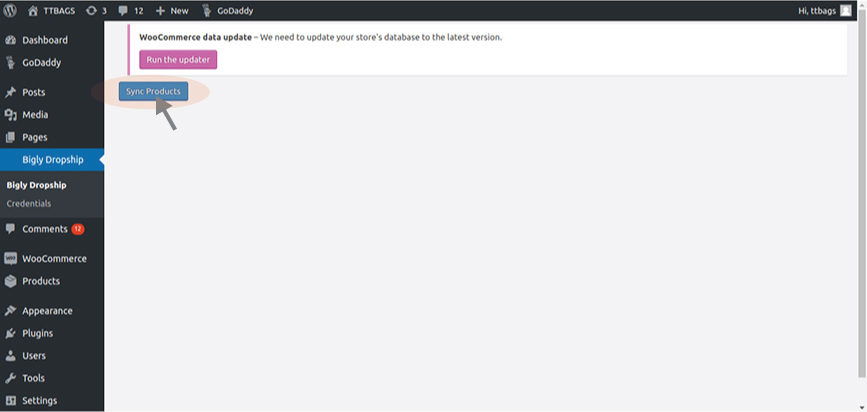 TTBAGS 3 12 New GoDaddy Hi, ttbags
Dashboard
GoDaddy
Posts
Media
Pages
Bigly Dropship
Bigly Dropship
Credentials
Comments 12
WOO WooCommerce
Products
Appearance
Plugins
Users
Tools
Settings
WooCommerce data update – We need to update your store's database to the latest version.
Run the updater
Sync Products